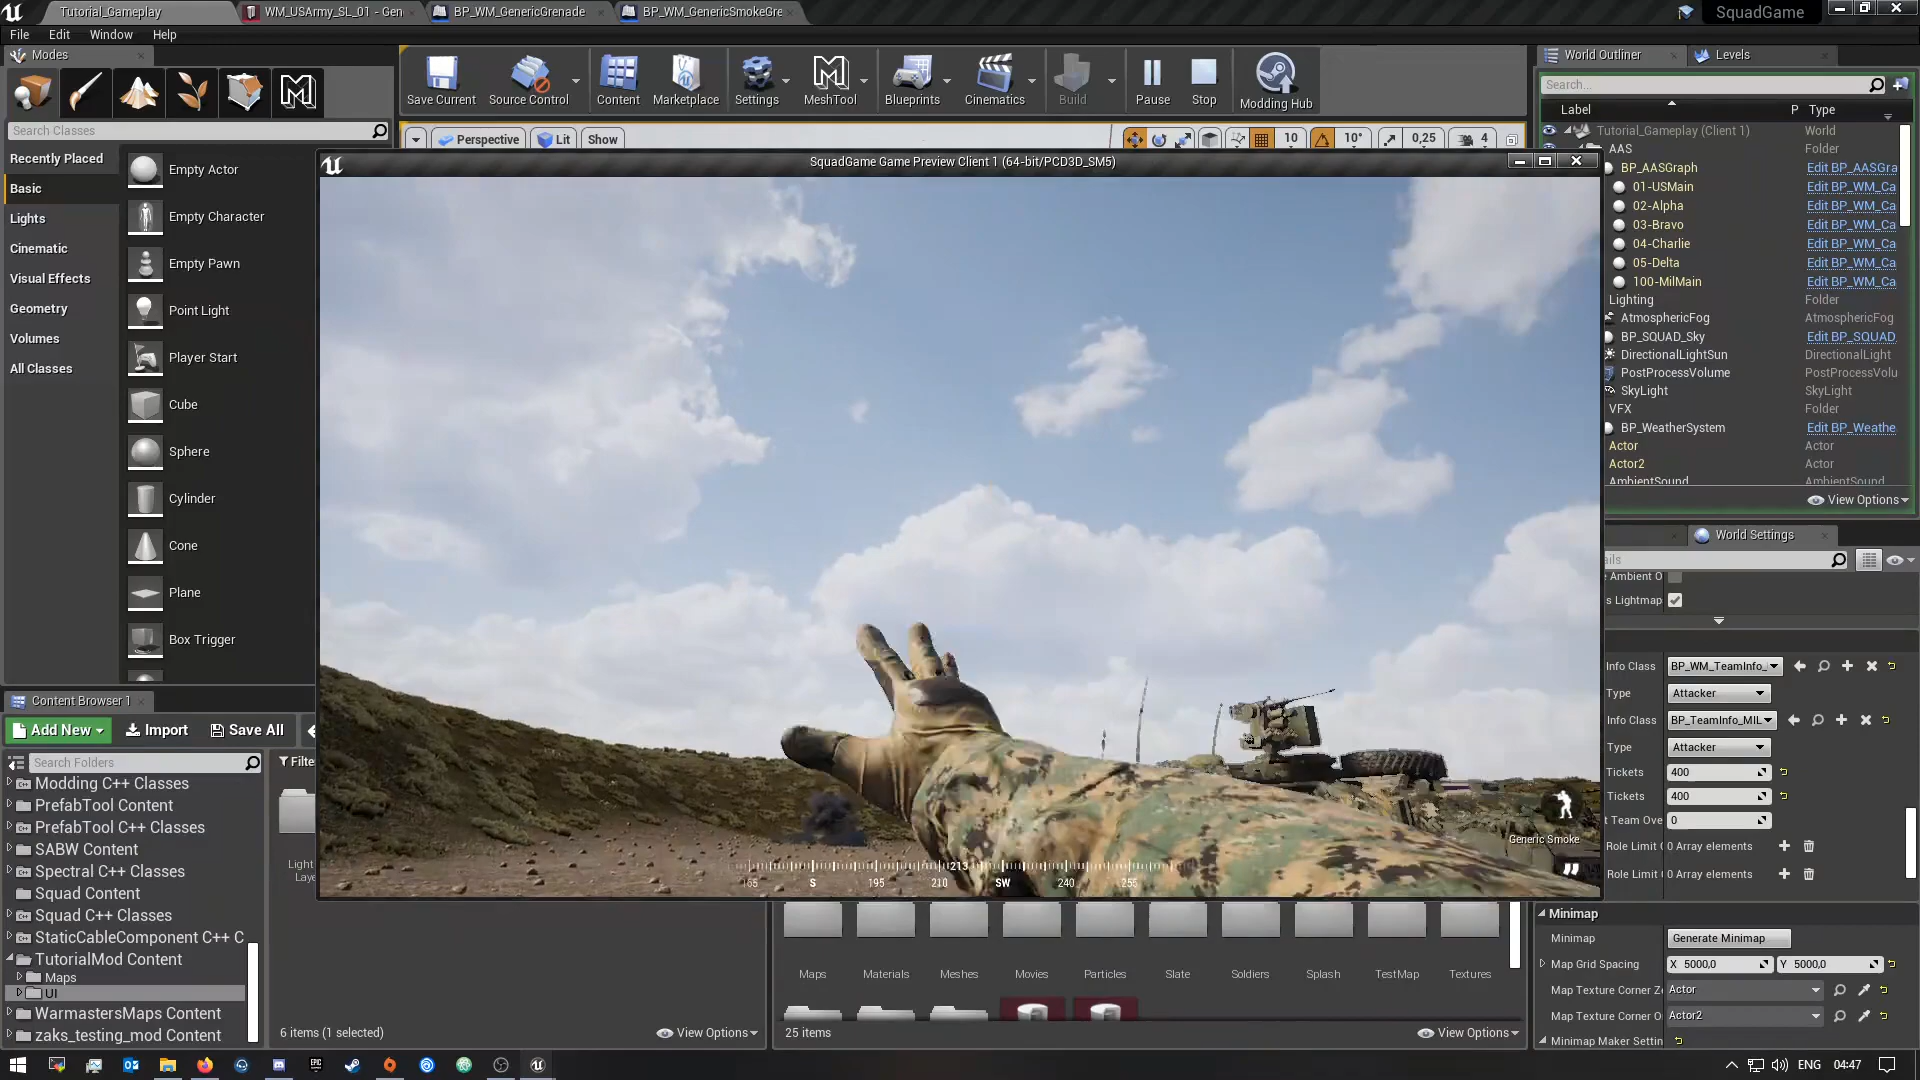 Tutorial_Gameplay
WM_USArmy_SL_01 - Gen
BP_WM_GenericGrenade
BP_WM_GenericSmokeGre
SquadGame
File
Edit
Window
Help
Modes
Search Classes
Recently Placed
Basic
Lights
Cinematic
Visual Effects
Geometry
Volumes
All Classes
Empty Actor
Empty Character
Empty Pawn
Point Light
Player Start
Cube
Sphere
Cylinder
Cone
Plane
Box Trigger
Save Current
Source Control
Content
Marketplace
Settings
MeshTool
Blueprints
Cinematics
Build
Pause
Stop
Modding Hub
Perspective
Lit
Show
10
10°
0,25
4
SquadGame Game Preview Client 1 (64-bit/PCD3D_SM5)
Generic Smoke
165
S
195
210
213
SW
240
255
World Outliner
Levels
Search...
Label
P
Type
Tutorial_Gameplay (Client 1)
World
AAS
Folder
BP_AASGraph
Edit BP_AASGra
01-USMain
Edit BP_WM_Ca
02-Alpha
Edit BP_WM_Ca
03-Bravo
Edit BP_WM_Ca
04-Charlie
Edit BP_WM_Ca
05-Delta
Edit BP_WM_Ca
100-MilMain
Edit BP_WM_Ca
Lighting
Folder
AtmosphericFog
AtmosphericFog
BP_SQUAD_Sky
Edit BP_SQUAD
DirectionalLightSun
DirectionalLight
PostProcessVolume
PostProcessVolu
SkyLight
SkyLight
VFX
Folder
BP_WeatherSystem
Edit BP_Weathe
Actor
Actor
Actor2
Actor
AmbientSound
AmbientSound
View Options
World Settings
ails
e Ambient O
s Lightmap
Info Class
BP_WM_TeamInfo_
Type
Attacker
Info Class
BP_TeamInfo_MIL
Type
Attacker
Tickets
400
Tickets
400
t Team Ove
0
Role Limit
0 Array elements
Role Limit
0 Array elements
Minimap
Minimap
Generate Minimap
Map Grid Spacing
X 5000,0
Y 5000,0
Map Texture Corner Ze
Actor
Map Texture Corner O
Actor2
Minimap Maker Settin
Content Browser 1
Add New
Import
Save All
Search Folders
Filte
Modding C++ Classes
PrefabTool Content
PrefabTool C++ Classes
SABW Content
Spectral C++ Classes
Squad Content
Squad C++ Classes
StaticCableComponent C++ C
TutorialMod Content
Maps
UI
WarmastersMaps Content
zaks_testing_mod Content
Light
Laye
6 items (1 selected)
View Options
Maps
Materials
Meshes
Movies
Particles
Slate
Soldiers
Splash
TestMap
Textures
25 items
View Options
ENG
04:47